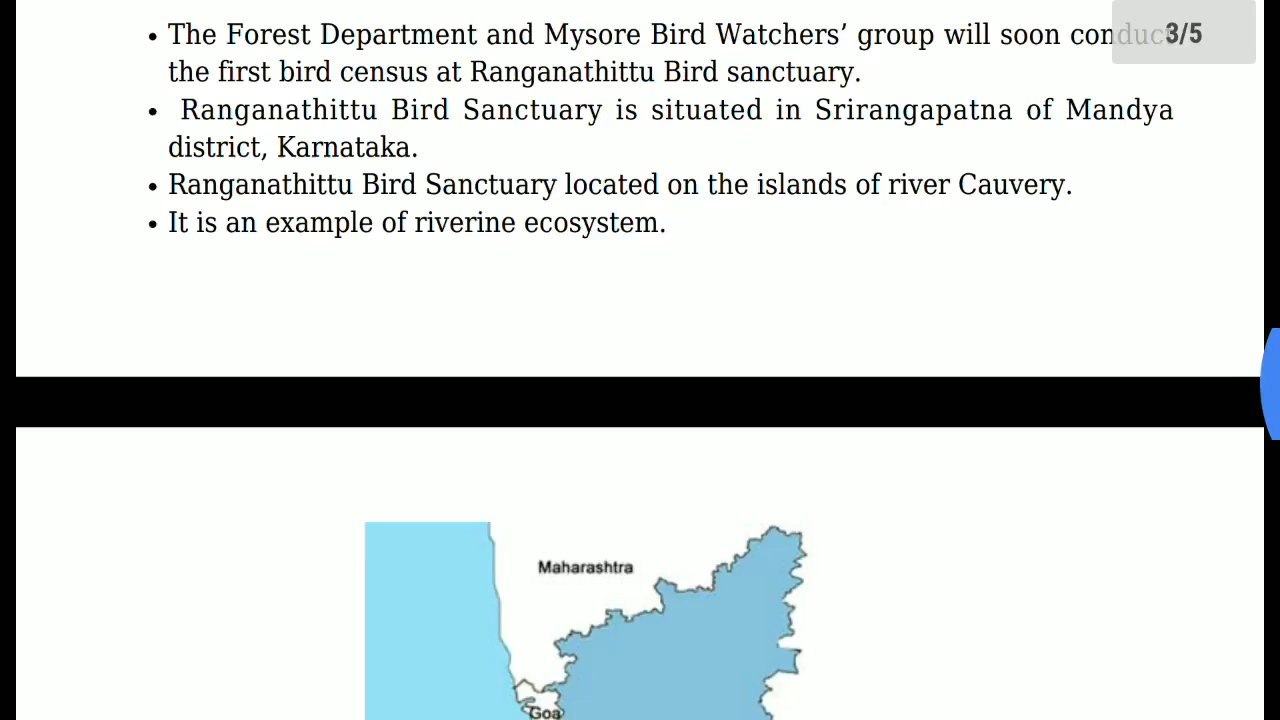 • The Forest Department and Mysore Bird Watchers’ group will soon conduct
3/5
the first bird census at Ranganathittu Bird sanctuary.
• Ranganathittu Bird Sanctuary is situated in Srirangapatna of Mandya
district, Karnataka.
• Ranganathittu Bird Sanctuary located on the islands of river Cauvery.
• It is an example of riverine ecosystem.
Maharashtra
Goa